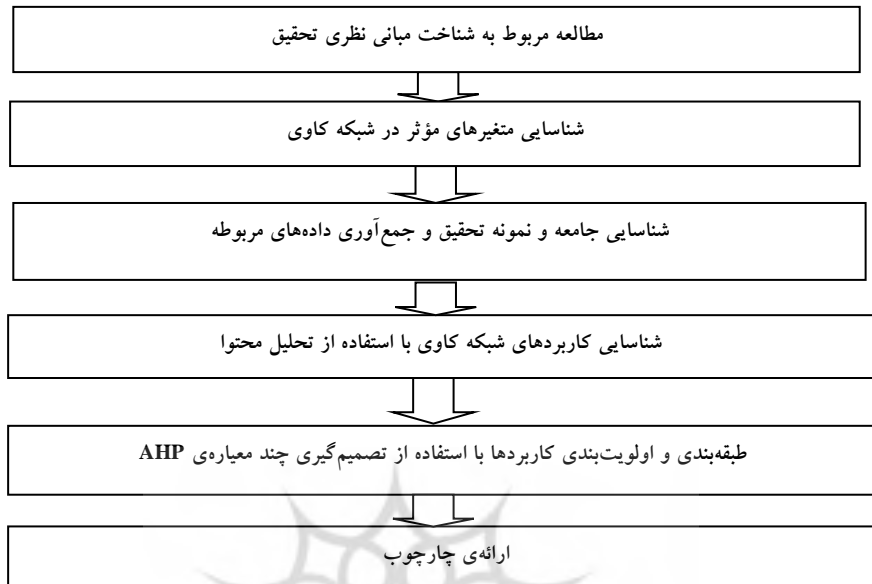 مطالعه مربوط به شناخت مبانی نظری تحقیق
شناسایی متغیرهای مؤثر در شبکه کاوی
شناسایی جامعه و نمونه تحقیق و جمع‌آوری داده‌های مربوطه
شناسایی کاربردهای شبکه کاوی با استفاده از تحلیل محتوا
طبقه‌بندی و اولویت‌بندی کاربردها با استفاده از تصمیم‌گیری چند معیاره‌ی AHP
ارائه‌ی چارچوب